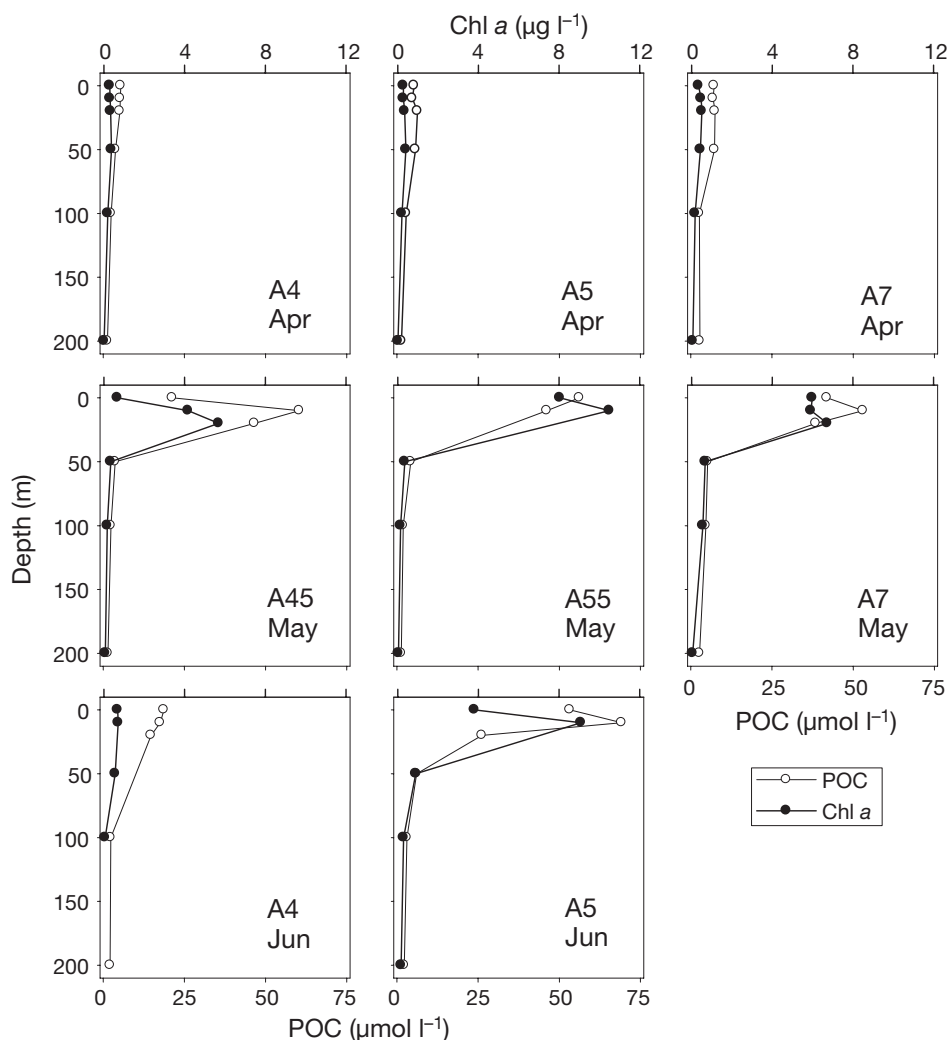 Chl a (µg l⁻¹)
0 4 8 12 0 4 8 12 0 4 8 12
0
50
100
150
200
A4
Apr
A5
Apr
A7
Apr
Depth (m)
0
50
100
150
200
A45
May
A55
May
A7
May
0 25 50 75
POC (µmol l⁻¹)
0
50
100
150
200
A4
Jun
A5
Jun
POC
Chl a
0 25 50 75 0 25 50 75
POC (µmol l⁻¹)